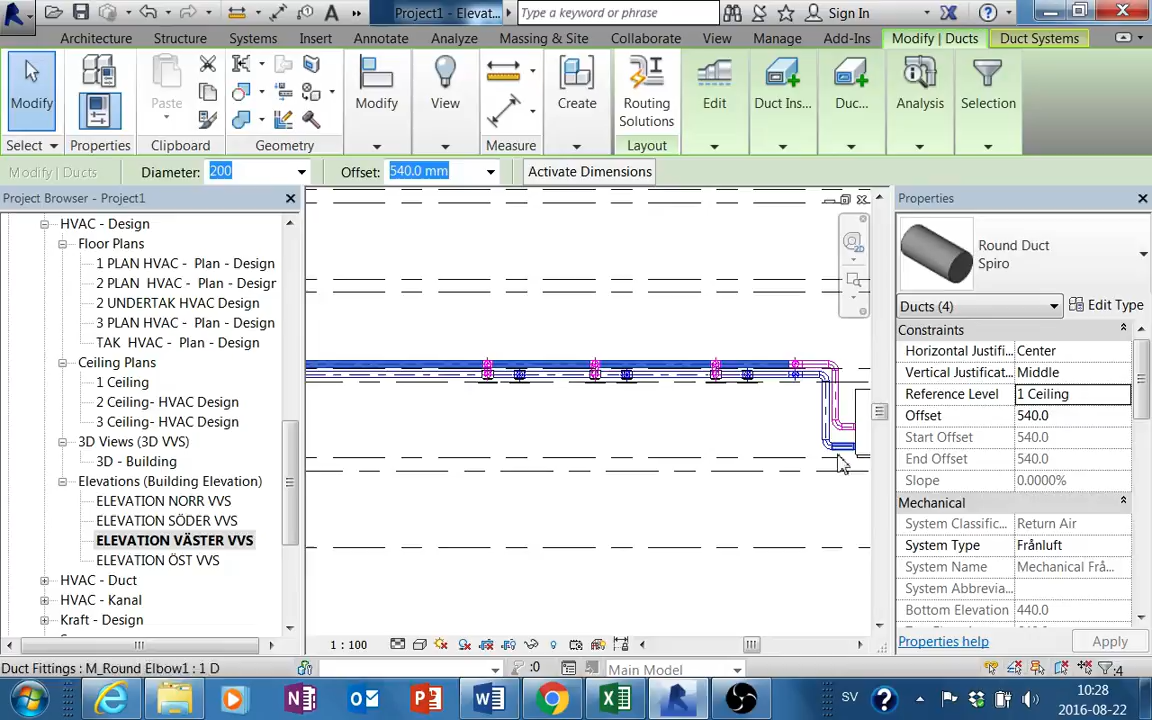 Project1 - Elevat...
Type a keyword or phrase
Sign In
Architecture Structure Systems Insert Annotate Analyze Massing & Site Collaborate View Manage Add-Ins Modify | Ducts Duct Systems
Modify
Paste
Modify
View
Create
Routing Solutions
Edit
Duct Ins...
Duc...
Analysis
Selection
Select Properties Clipboard Geometry Measure Layout
Modify | Ducts Diameter: 200 Offset: 540.0 mm Activate Dimensions
Project Browser - Project1
HVAC - Design
Floor Plans
1 PLAN HVAC - Plan - Design
2 PLAN HVAC - Plan - Desigr
2 UNDERTAK HVAC Design
3 PLAN HVAC - Plan - Design
TAK HVAC - Plan - Design
Ceiling Plans
1 Ceiling
2 Ceiling- HVAC - Design
3 Ceiling- HVAC - Design
3D Views (3D VVS)
3D - Building
Elevations (Building Elevation)
ELEVATION NORR VVS
ELEVATION SÖDER VVS
ELEVATION VÄSTER VVS
ELEVATION ÖST VVS
HVAC - Duct
HVAC - Kanal
Kraft - Design
2D
Properties
Round Duct
Spiro
Ducts (4) Edit Type
Constraints
Horizontal Justifi... Center
Vertical Justificat... Middle
Reference Level 1 Ceiling
Offset 540.0
Start Offset 540.0
End Offset 540.0
Slope 0.0000%
Mechanical
System Classific... Return Air
System Type Frånluft
System Name Mechanical Frå...
System Abbrevia...
Bottom Elevation 440.0
Properties help Apply
1 : 100
Duct Fittings : M_Round Elbow1 : 1 D
:0
Main Model
:4
SV
10:28
2016-08-22